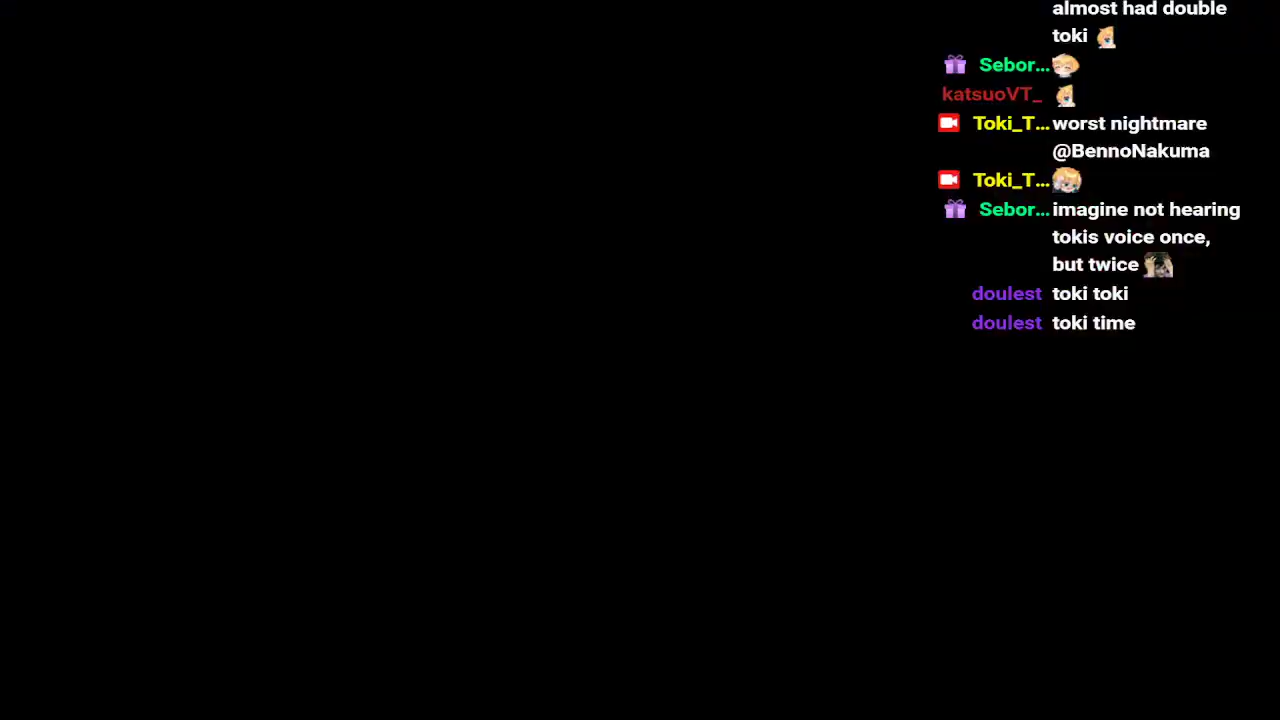 almost had double
toki
Sebor...
katsuoVT_
Toki_T... worst nightmare
@BennoNakuma
Toki_T...
Sebor... imagine not hearing
tokis voice once,
but twice
doulest toki toki
doulest toki time